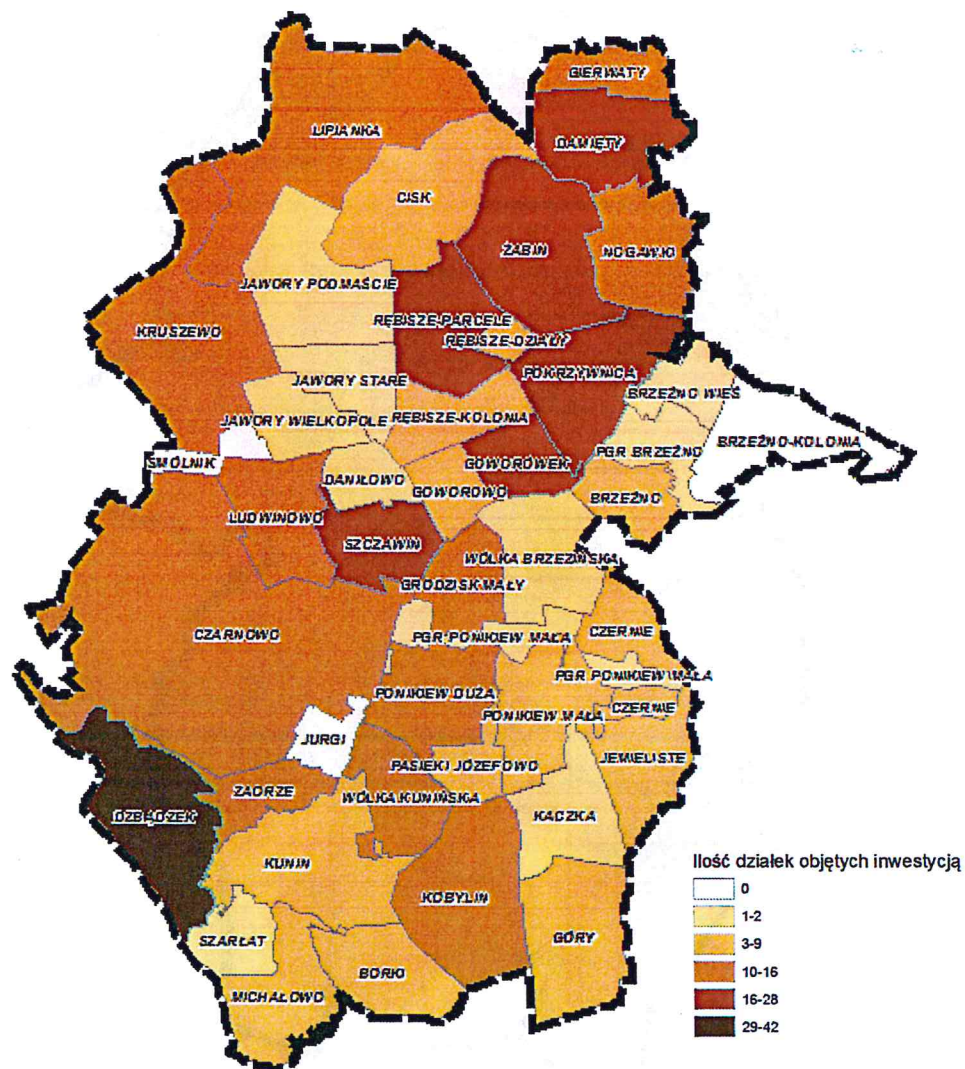 GIERWATY
LIPIANKA
DAMIĘTY
CISK
ŻABIN
NOGAWKI
JAWORY PODMAŚCIE
KRUSZEWO
RĘBISZE-PARCELE
RĘBISZE-DZIAŁY
POKRZYWNICA
JAWORY STARE
BRZEŹNO WIEŚ
JAWORY WIELKOPOLE
RĘBISZE-KOLONIA
BRZEŹNO-KOLONIA
PGR BRZEŹNO
SMÓLNIK
GOWORÓWEK
DANIŁOWO
GOWOROWO
BRZEŹNO
LUDWINOWO
SZCZAWIN
WÓLKA BRZEZIŃSKA
GRODZISK MAŁY
CZARNOWO
PGR PONIKIEW MAŁA
CZERNIE
PGR PONIKIEW MAŁA
PONIKIEW DUŻA
CZERNIE
PONIKIEW MAŁA
JURGI
PASIEKI JÓZEFOWO
JEMIELISTE
ZAORZE
WÓLKA KUNIŃSKA
DZBĄDZEK
KACZKA
KUNIN
KOBYLIN
SZARŁAT
GÓRY
BORKI
MICHAŁOWO
Ilość działek objętych inwestycją
0
1-2
3-9
10-16
16-28
29-42